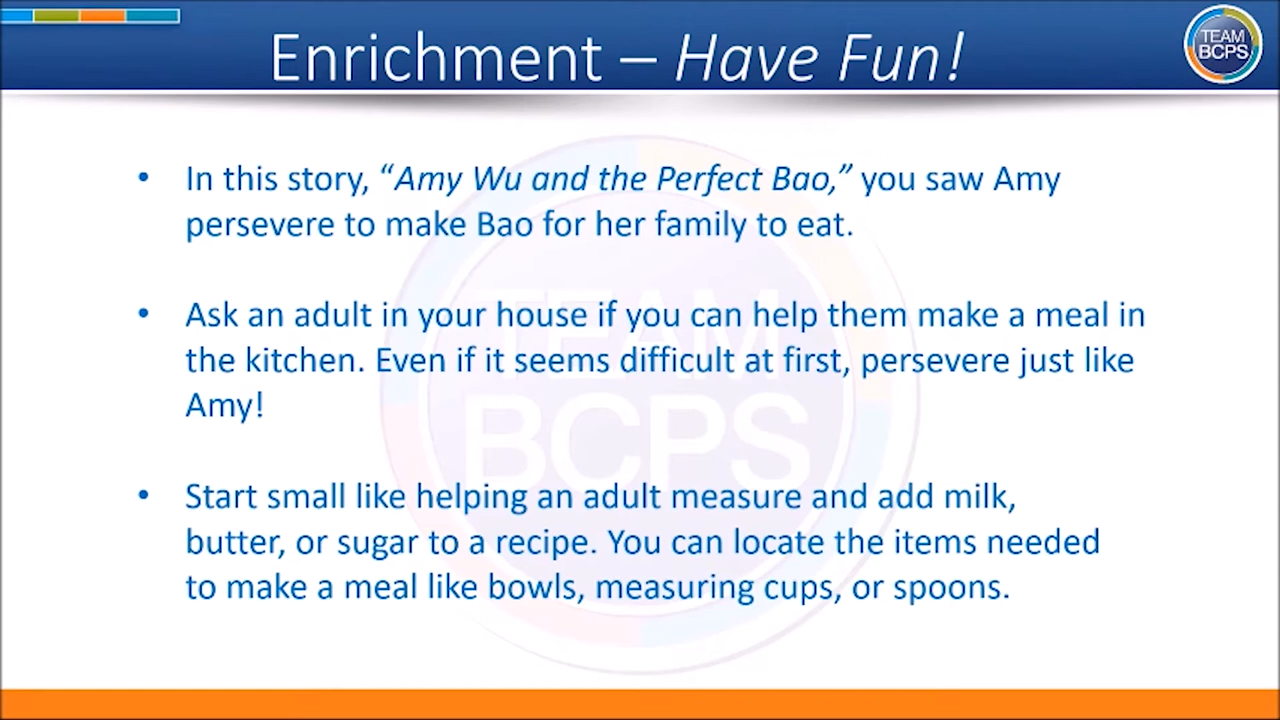 Enrichment – Have Fun!
TEAM
BCPS
• In this story, “Amy Wu and the Perfect Bao,” you saw Amy
persevere to make Bao for her family to eat.
• Ask an adult in your house if you can help them make a meal in
the kitchen. Even if it seems difficult at first, persevere just like
Amy!
• Start small like helping an adult measure and add milk,
butter, or sugar to a recipe. You can locate the items needed
to make a meal like bowls, measuring cups, or spoons.
TEAM
BCPS